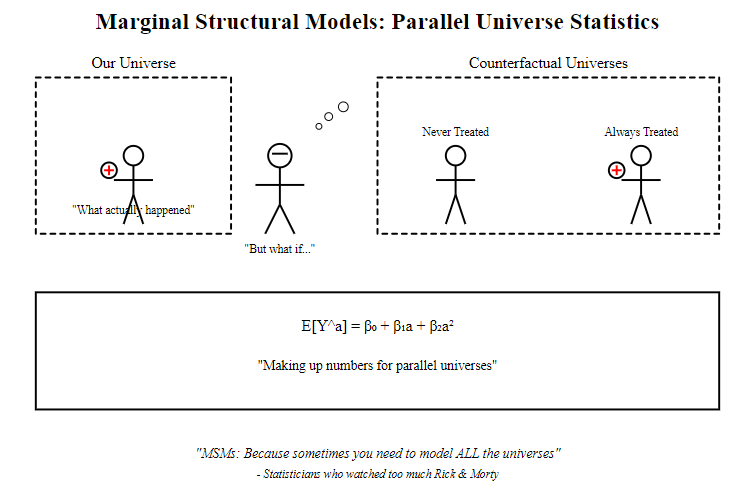 Marginal Structural Models: Parallel Universe Statistics
Our Universe
Counterfactual Universes
Never Treated
Always Treated
"What actually happened"
"But what if..."
E[Y^a] = β₀ + β₁a + β₂a²
"Making up numbers for parallel universes"
"MSMs: Because sometimes you need to model ALL the universes"
- Statisticians who watched too much Rick & Morty